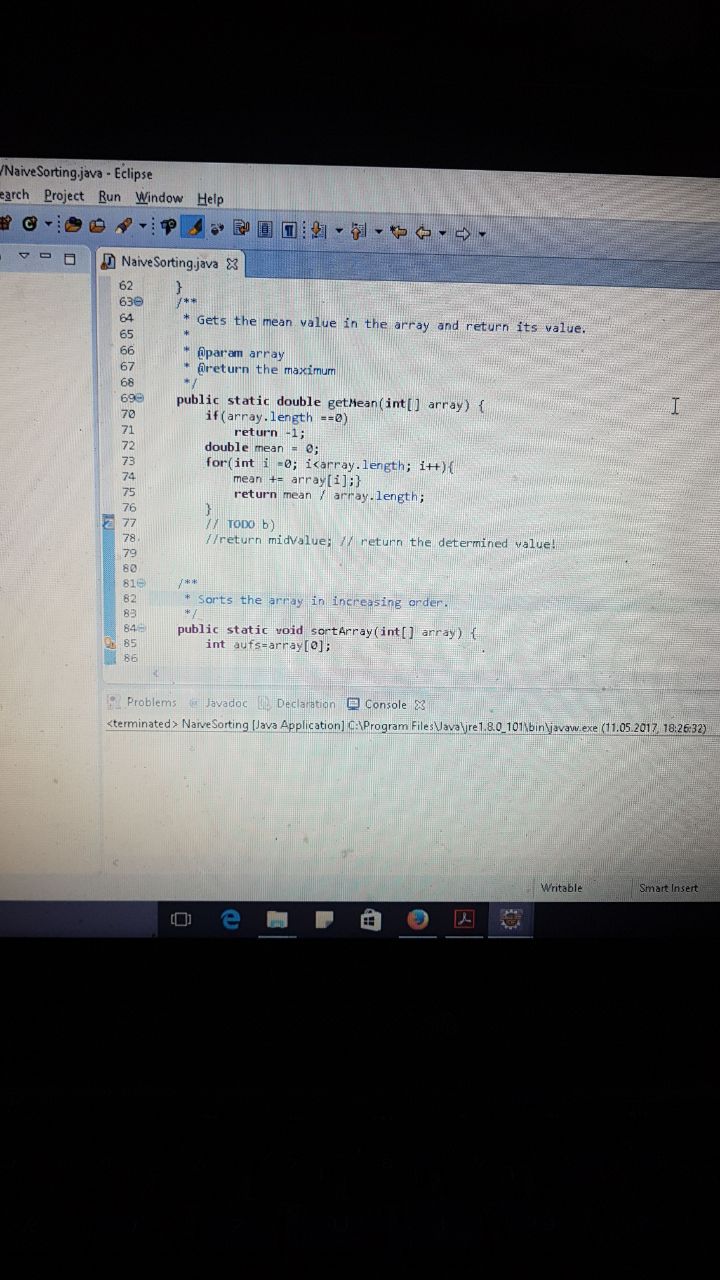 /NaiveSorting.java - Eclipse
earch Project Run Window Help
NaiveSorting.java
62 }
63 /**
64 * Gets the mean value in the array and return its value.
65 *
66 * @param array
67 * @return the maximum
68 */
69 public static double getMean(int[] array) {
70 if(array.length ==0)
71 return -1;
72 double mean = 0;
73 for(int i =0; i<array.length; i++){
74 mean += array[i];}
75 return mean / array.length;
76 }
77 // TODO b)
78 //return midValue; // return the determined value!
79
80
81 /**
82 * Sorts the array in increasing order.
83 */
84 public static void sortArray(int[] array) {
85 int aufs=array[0];
86
Problems Javadoc Declaration Console
<terminated> NaiveSorting [Java Application] C:\Program Files\Java\jre1.8.0_101\bin\javaw.exe (11.05.2017, 18:26:32)
Writable Smart Insert